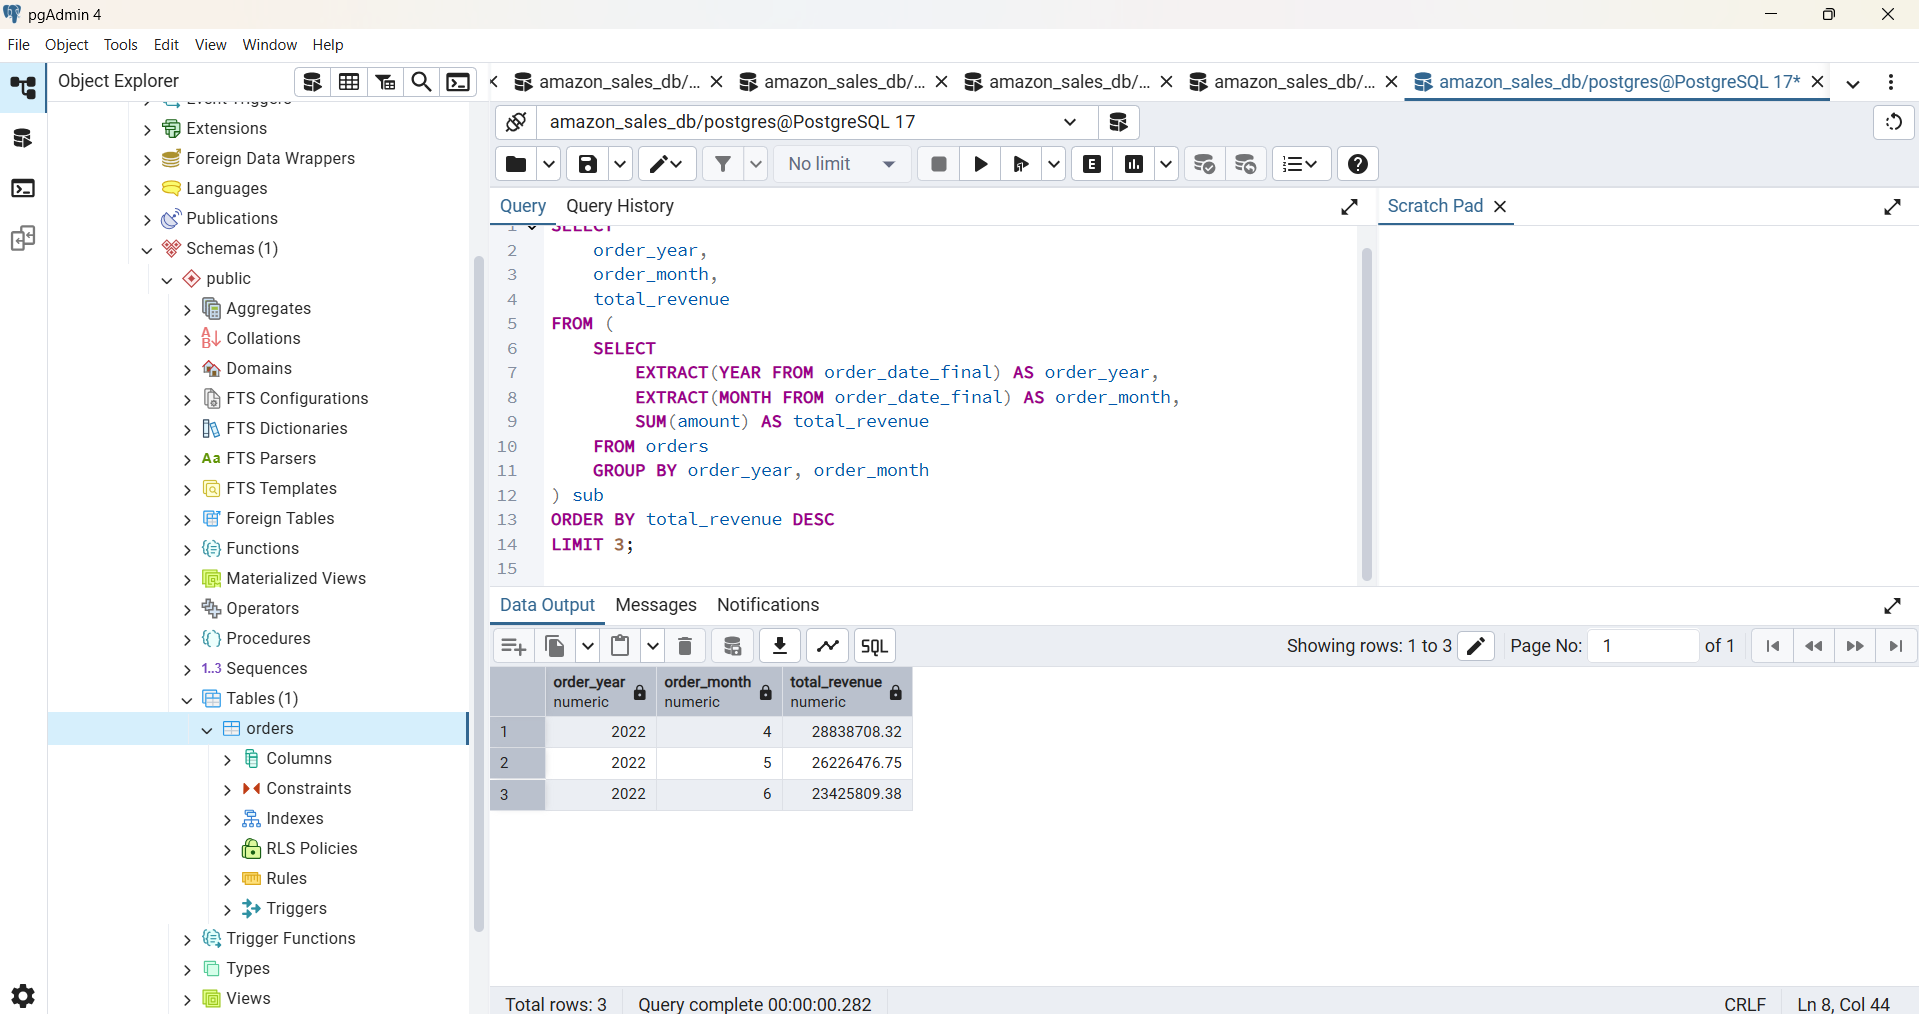 pgAdmin 4
File Object Tools Edit View Window Help
Object Explorer
amazon_sales_db/... amazon_sales_db/... amazon_sales_db/... amazon_sales_db/... amazon_sales_db/postgres@PostgreSQL 17*
Event Triggers
Extensions
Foreign Data Wrappers
Languages
Publications
Schemas (1)
public
Aggregates
Collations
Domains
FTS Configurations
FTS Dictionaries
Aa FTS Parsers
FTS Templates
Foreign Tables
Functions
Materialized Views
Operators
Procedures
1..3 Sequences
Tables (1)
orders
Columns
Constraints
Indexes
RLS Policies
Rules
Triggers
Trigger Functions
Types
Views
amazon_sales_db/postgres@PostgreSQL 17
No limit
E
Query Query History
Scratch Pad
1 SELECT
2 order_year,
3 order_month,
4 total_revenue
5 FROM (
6 SELECT
7 EXTRACT(YEAR FROM order_date_final) AS order_year,
8 EXTRACT(MONTH FROM order_date_final) AS order_month,
9 SUM(amount) AS total_revenue
10 FROM orders
11 GROUP BY order_year, order_month
12 ) sub
13 ORDER BY total_revenue DESC
14 LIMIT 3;
15
Data Output Messages Notifications
SQL
Showing rows: 1 to 3 Page No: 1 of 1
order_year order_month total_revenue
numeric numeric numeric
1 2022 4 28838708.32
2 2022 5 26226476.75
3 2022 6 23425809.38
Total rows: 3 Query complete 00:00:00.282 CRLF Ln 8, Col 44